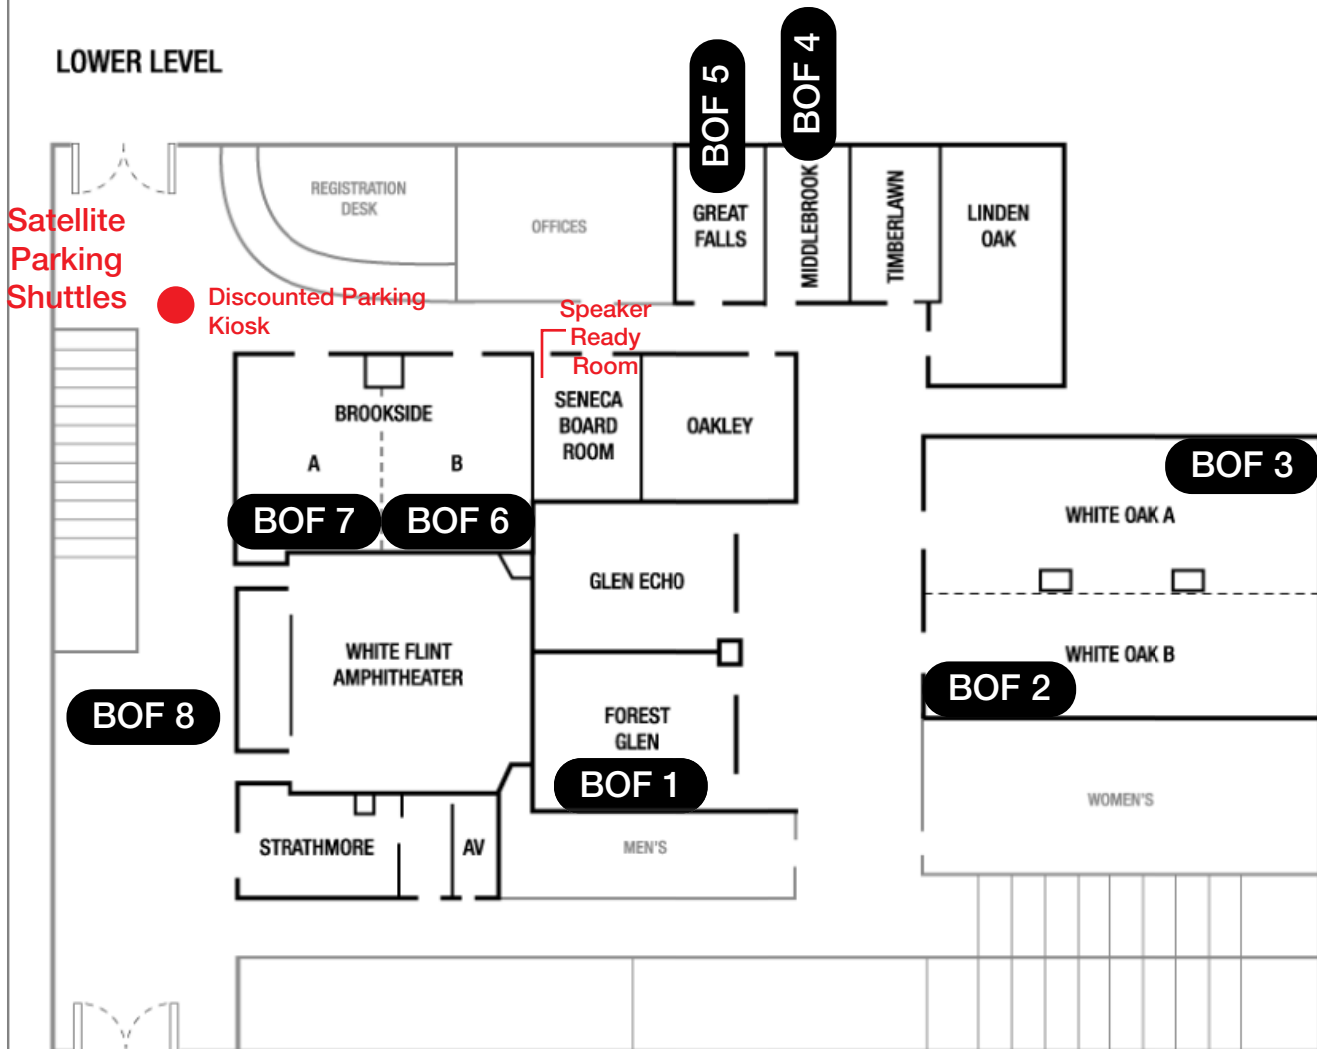 LOWER LEVEL
BOF 5
BOF 4
REGISTRATION
DESK
OFFICES
GREAT
FALLS
MIDDLEBROOK
TIMBERLAWN
LINDEN
OAK
Satellite
Parking
Shuttles
Discounted Parking
Kiosk
Speaker
Ready
Room
BROOKSIDE
A
B
SENECA
BOARD
ROOM
OAKLEY
BOF 3
BOF 7
BOF 6
WHITE OAK A
GLEN ECHO
WHITE FLINT
AMPHITHEATER
WHITE OAK B
BOF 2
BOF 8
FOREST
GLEN
BOF 1
WOMEN'S
STRATHMORE
AV
MEN'S